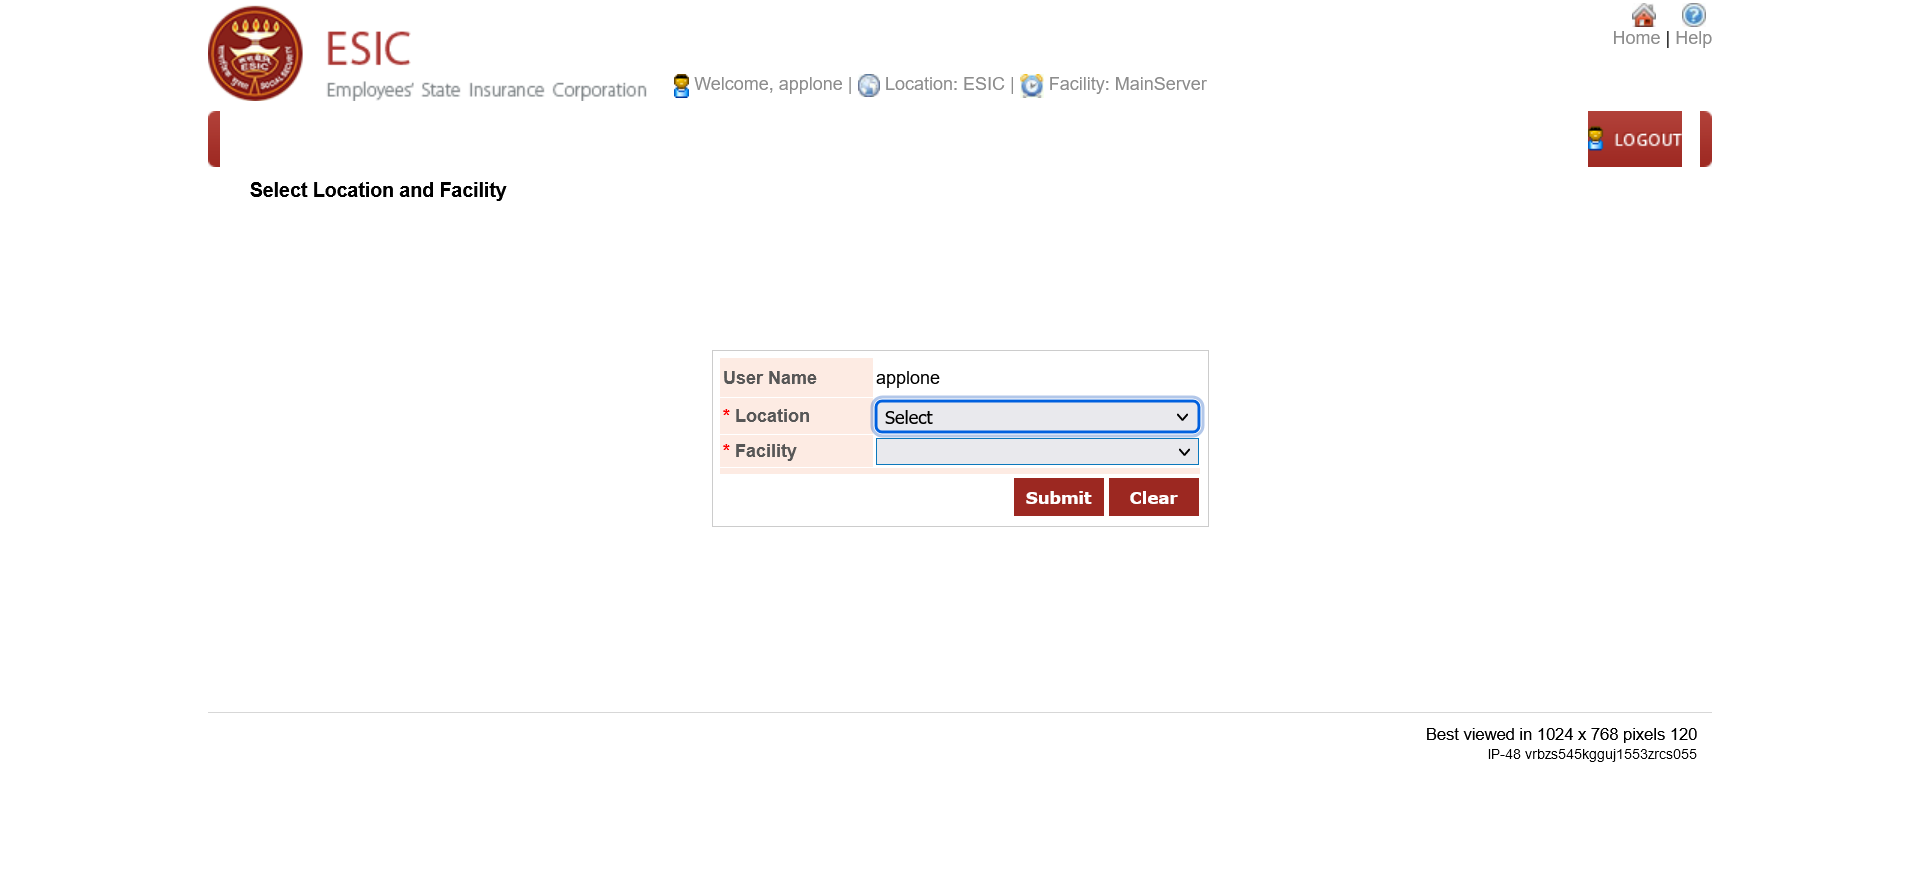 ESIC
Employees' State Insurance Corporation
Welcome, applone | Location: ESIC | Facility: MainServer
Home | Help
LOGOUT
Select Location and Facility
User Name applone
* Location Select
* Facility
Submit Clear
Best viewed in 1024 x 768 pixels 120
IP-48 vrbzs545kgguj1553zrcs055